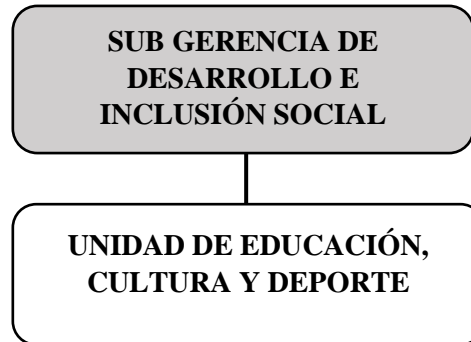 SUB GERENCIA DE
DESARROLLO E
INCLUSIÓN SOCIAL
UNIDAD DE EDUCACIÓN,
CULTURA Y DEPORTE